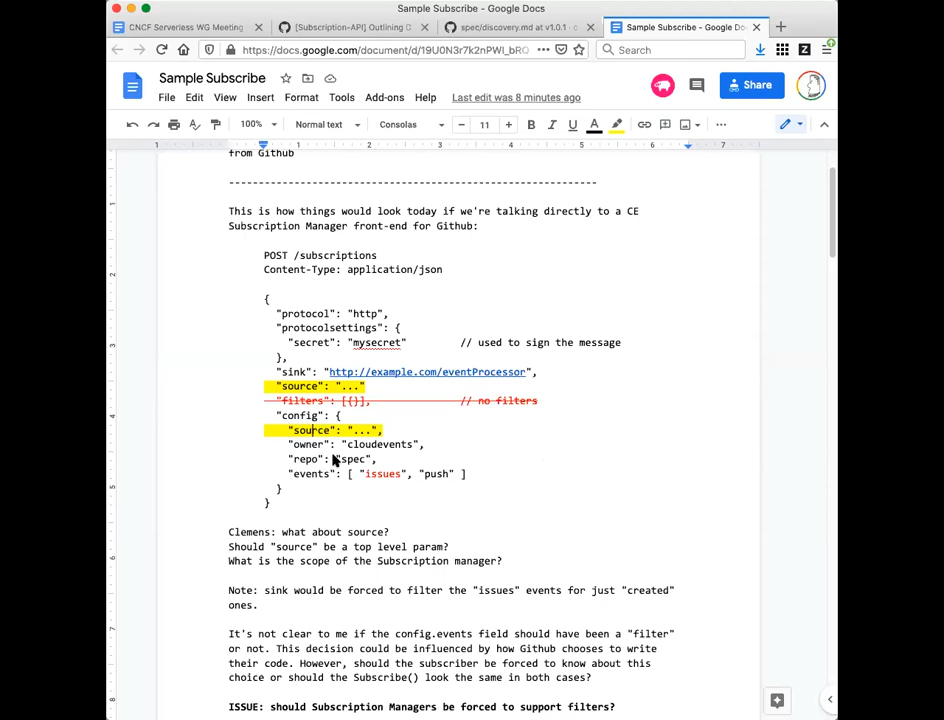 Sample Subscribe - Google Docs
CNCF Serverless WG Meeting
[Subscription-API] Outlining D
spec/discovery.md at v1.0.1 · c
Sample Subscribe - Google Doc
https://docs.google.com/document/d/19U0N3r7k2nPWl_bRQ
Search
Sample Subscribe
Share
File Edit View Insert Format Tools Add-ons Help Last edit was 8 minutes ago
100% Normal text Consolas 11 B I U A
1 1 2 3 4 5 6 7
from Github
-------------------------------------------------------------
This is how things would look today if we're talking directly to a CE
Subscription Manager front-end for Github:
POST /subscriptions
Content-Type: application/json
{
"protocol": "http",
"protocolsettings": {
"secret": "mysecret" // used to sign the message
},
"sink": "http://example.com/eventProcessor",
"source": "..."
"filters": [{}], // no filters
"config": {
"source": "...",
"owner": "cloudevents",
"repo": "spec",
"events": [ "issues", "push" ]
}
}
Clemens: what about source?
Should "source" be a top level param?
What is the scope of the Subscription manager?
Note: sink would be forced to filter the "issues" events for just "created"
ones.
It's not clear to me if the config.events field should have been a "filter"
or not. This decision could be influenced by how Github chooses to write
their code. However, should the subscriber be forced to know about this
choice or should the Subscribe() look the same in both cases?
ISSUE: should Subscription Managers be forced to support filters?